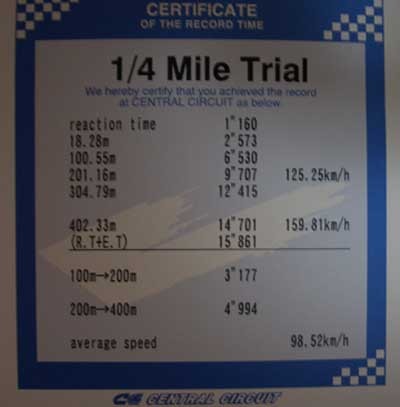 CERTIFICATE
OF THE RECORD TIME
1/4 Mile Trial
We hereby certify that you achieved the record
at CENTRAL CIRCUIT as below.
reaction time 1"160
18.28m 2"573
100.55m 6"530
201.16m 9"707 125.25km/h
304.79m 12"415
402.33m 14"701 159.81km/h
(R.T+E.T) 15"861
100m→200m 3"177
200m→400m 4"994
average speed 98.52km/h
CENTRAL CIRCUIT